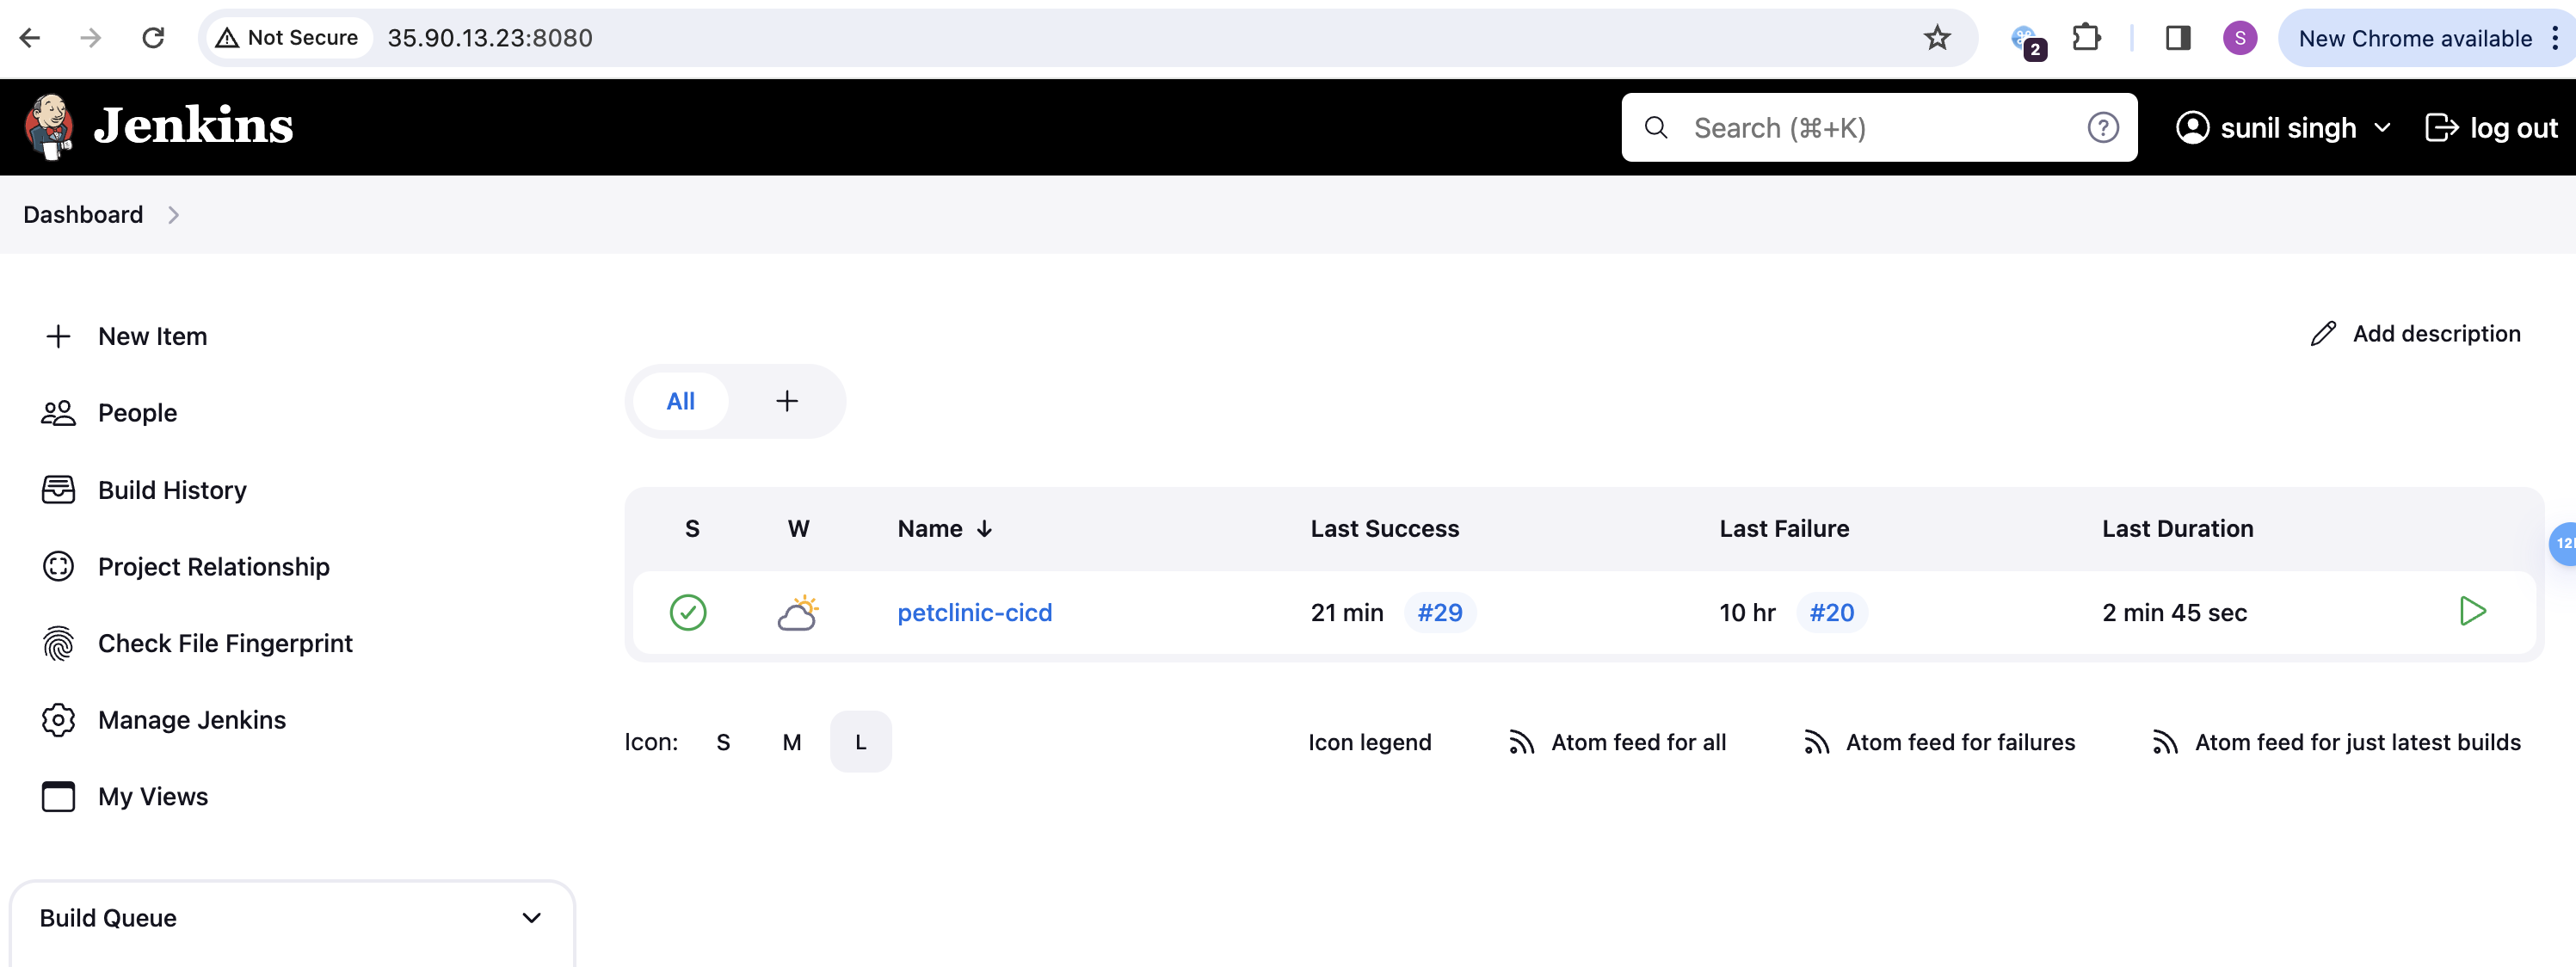 Not Secure 35.90.13.23:8080 2 S New Chrome available
Jenkins Search (⌘+K) ? sunil singh log out
Dashboard
New Item
Add description
People
All +
Build History
S W Name ↓ Last Success Last Failure Last Duration
Project Relationship
petclinic-cicd 21 min #29 10 hr #20 2 min 45 sec
Check File Fingerprint
Manage Jenkins
Icon: S M L Icon legend Atom feed for all Atom feed for failures Atom feed for just latest builds
My Views
Build Queue